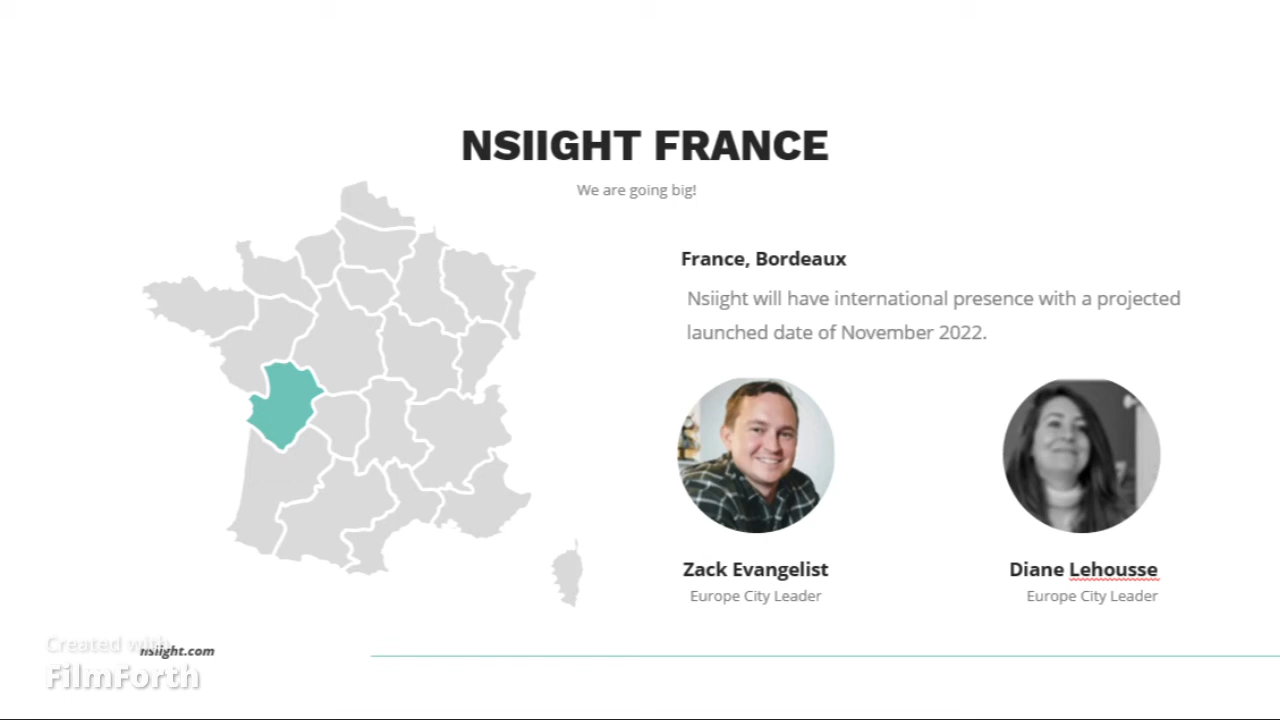 NSIIGHT FRANCE
We are going big!
France, Bordeaux
Nsiight will have international presence with a projected
launched date of November 2022.
Zack Evangelist
Europe City Leader
Diane Lehousse
Europe City Leader
Created with
nsiight.com
FilmForth